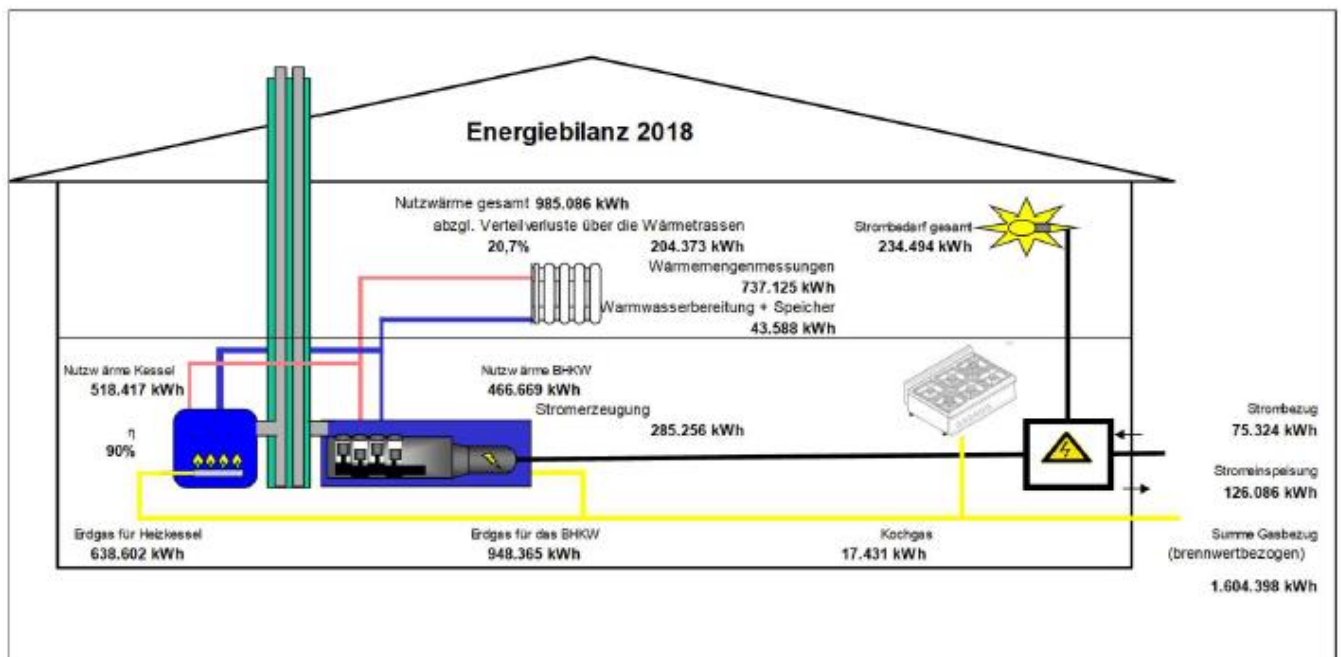 Energiebilanz 2018
Nutzwärme gesamt 985.086 kWh
abzgl. Verteilverluste über die Wärmetrassen
20,7%
204.373 kWh
Wärmemengenmessungen
737.125 kWh
Warmwasserbereitung + Speicher
43.588 kWh
Strombedarf gesamt
234.494 kWh
Nutzwärme Kessel
518.417 kWh
η
90%
Nutzwärme BHKW
466.669 kWh
Stromerzeugung
285.256 kWh
Strombezug
75.324 kWh
Stromeinspeisung
126.086 kWh
Erdgas für Heizkessel
638.602 kWh
Erdgas für das BHKW
948.365 kWh
Kochgas
17.431 kWh
Summe Gasbezug
(brennwertbezogen)
1.604.398 kWh